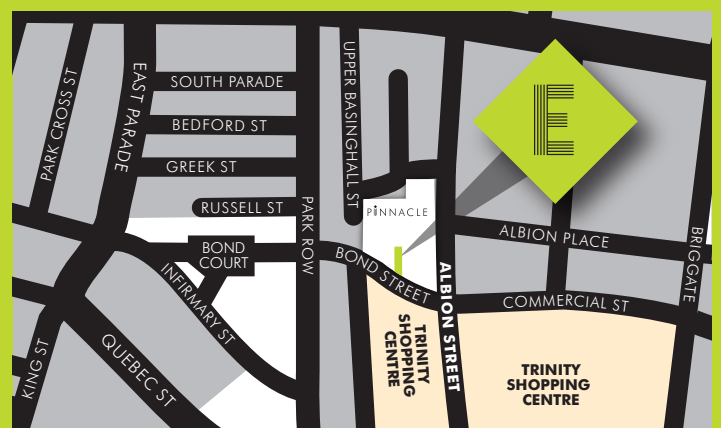 PARK CROSS ST
EAST PARADE
SOUTH PARADE
BEDFORD ST
GREEK ST
RUSSELL ST
UPPER BASINGHALL ST
E
PINNACLE
PARK ROW
BOND
COURT
INFIRMARY ST
BOND STREET
ALBION STREET
ALBION PLACE
BRIGGATE
COMMERCIAL ST
KING ST
QUEBEC ST
TRINITY
SHOPPING
CENTRE
TRINITY
SHOPPING
CENTRE